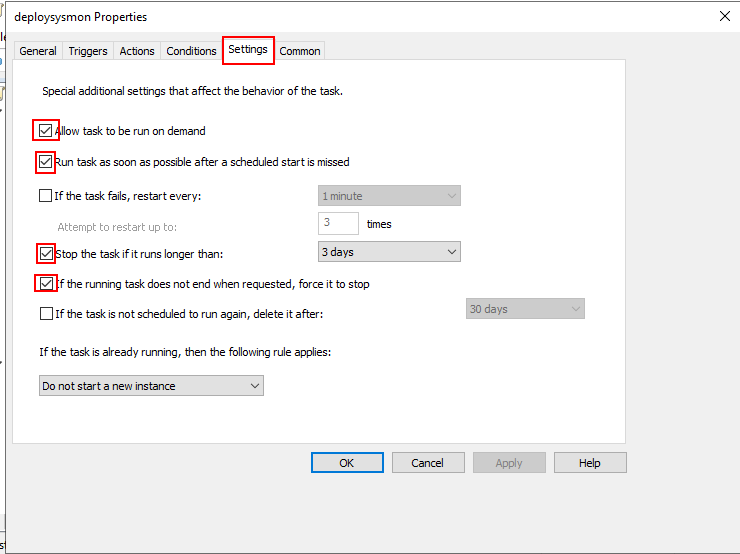 deploysysmon Properties
General Triggers Actions Conditions Settings Common
Special additional settings that affect the behavior of the task.
Allow task to be run on demand
Run task as soon as possible after a scheduled start is missed
If the task fails, restart every: 1 minute
Attempt to restart up to: 3 times
Stop the task if it runs longer than: 3 days
If the running task does not end when requested, force it to stop
If the task is not scheduled to run again, delete it after: 30 days
If the task is already running, then the following rule applies:
Do not start a new instance
OK Cancel Apply Help